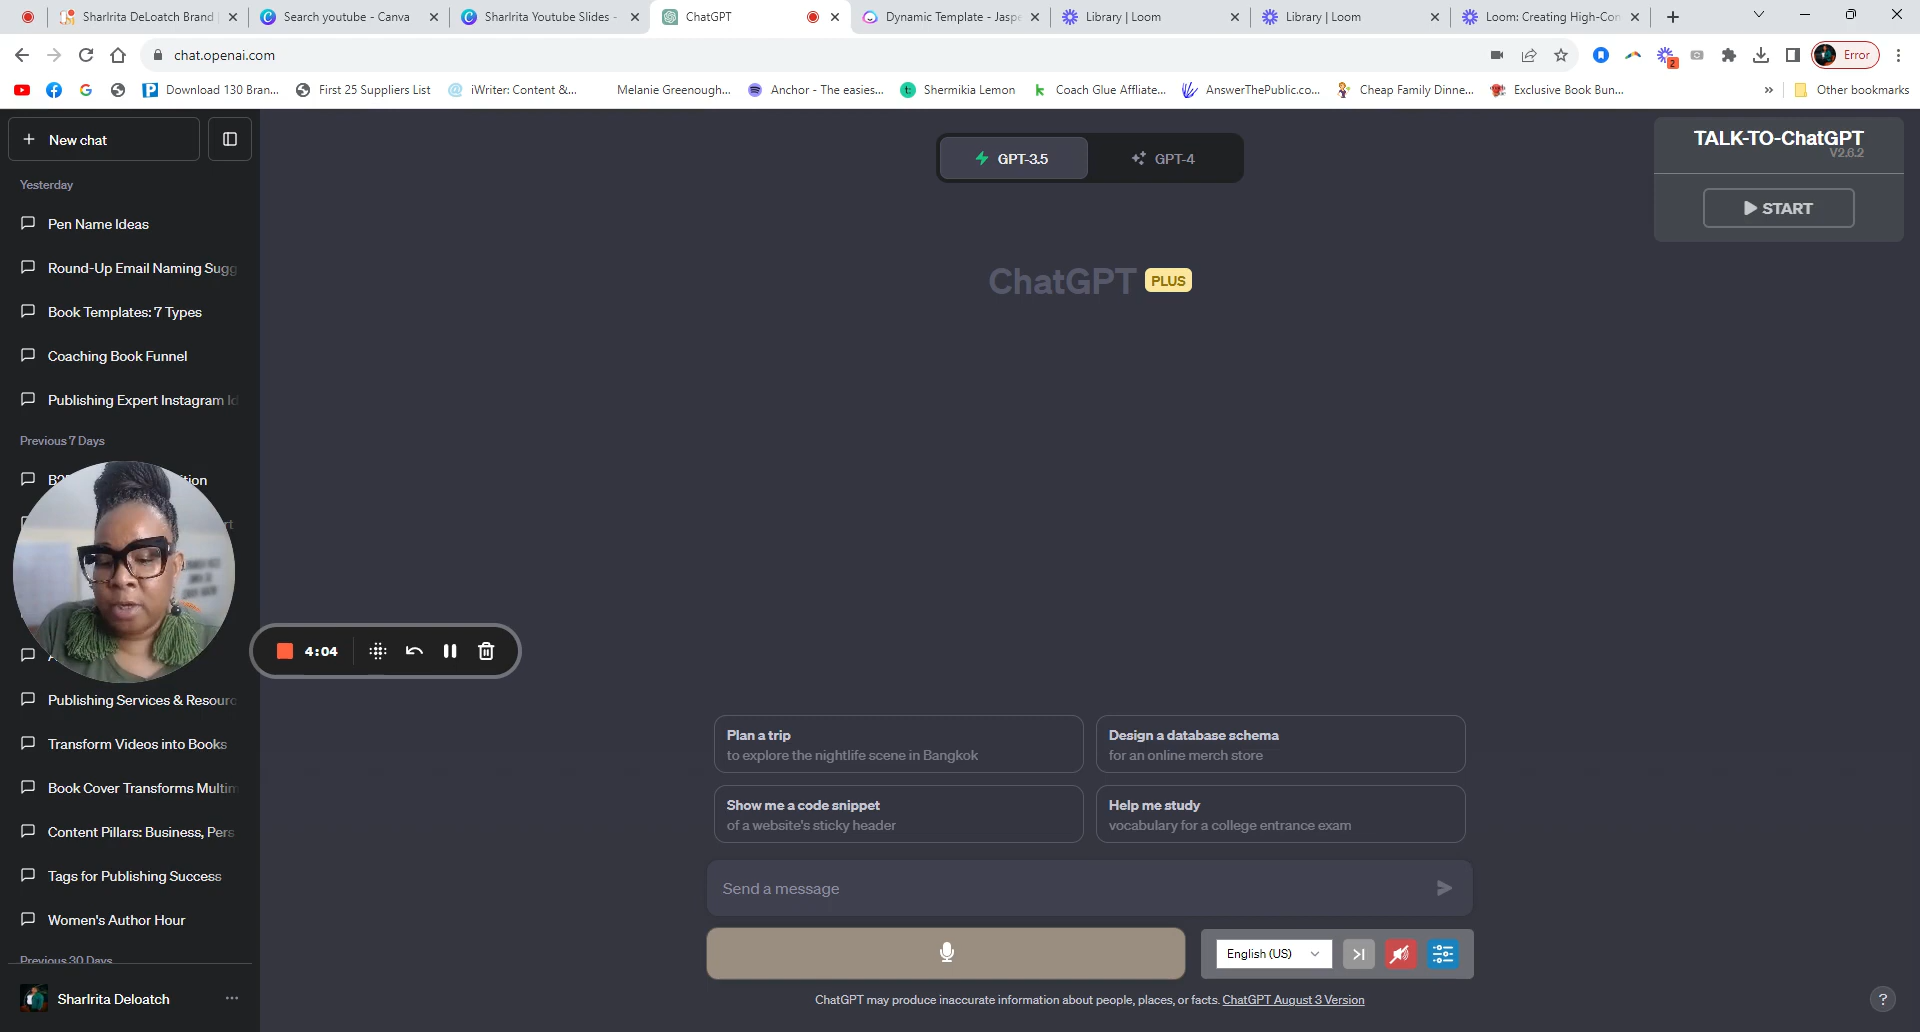 SharIrita DeLoatch Brand
Search youtube - Canva
SharIrita Youtube Slides -
ChatGPT
Dynamic Template - Jaspe
Library | Loom
Library | Loom
Loom: Creating High-Con
chat.openai.com
2
Error
Download 130 Bran...
First 25 Suppliers List
iWriter: Content &...
Melanie Greenough...
Anchor - The easies...
Shermikia Lemon
Coach Glue Affliate...
AnswerThePublic.co...
Cheap Family Dinne...
Exclusive Book Bun...
»
Other bookmarks
+ New chat
GPT-3.5
GPT-4
TALK-TO-ChatGPT
V2.6.2
START
Yesterday
Pen Name Ideas
Round-Up Email Naming Sugg
Book Templates: 7 Types
Coaching Book Funnel
Publishing Expert Instagram Id
ChatGPT PLUS
Previous 7 Days
4:04
Publishing Services & Resourc
Transform Videos into Books
Book Cover Transforms Multim
Content Pillars: Business, Pers
Tags for Publishing Success
Women's Author Hour
Previous 30 Days
SharIrita Deloatch
Plan a trip
to explore the nightlife scene in Bangkok
Design a database schema
for an online merch store
Show me a code snippet
of a website's sticky header
Help me study
vocabulary for a college entrance exam
Send a message
English (US)
ChatGPT may produce inaccurate information about people, places, or facts. ChatGPT August 3 Version
?